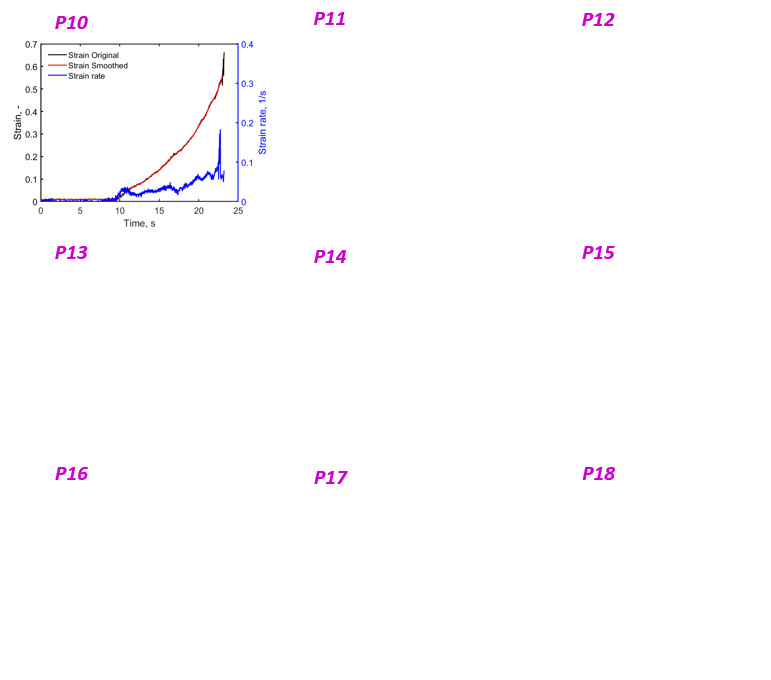 P10 P11 P12
0.7 0.4
Strain Original
Strain Smoothed
Strain rate
0.6
0.5
0.4
0.3
0.2
0.1
0
0.3
0.2
0.1
0
Strain, -
Strain rate, 1/s
0 5 10 15 20 25
Time, s
P13 P14 P15
P16 P17 P18